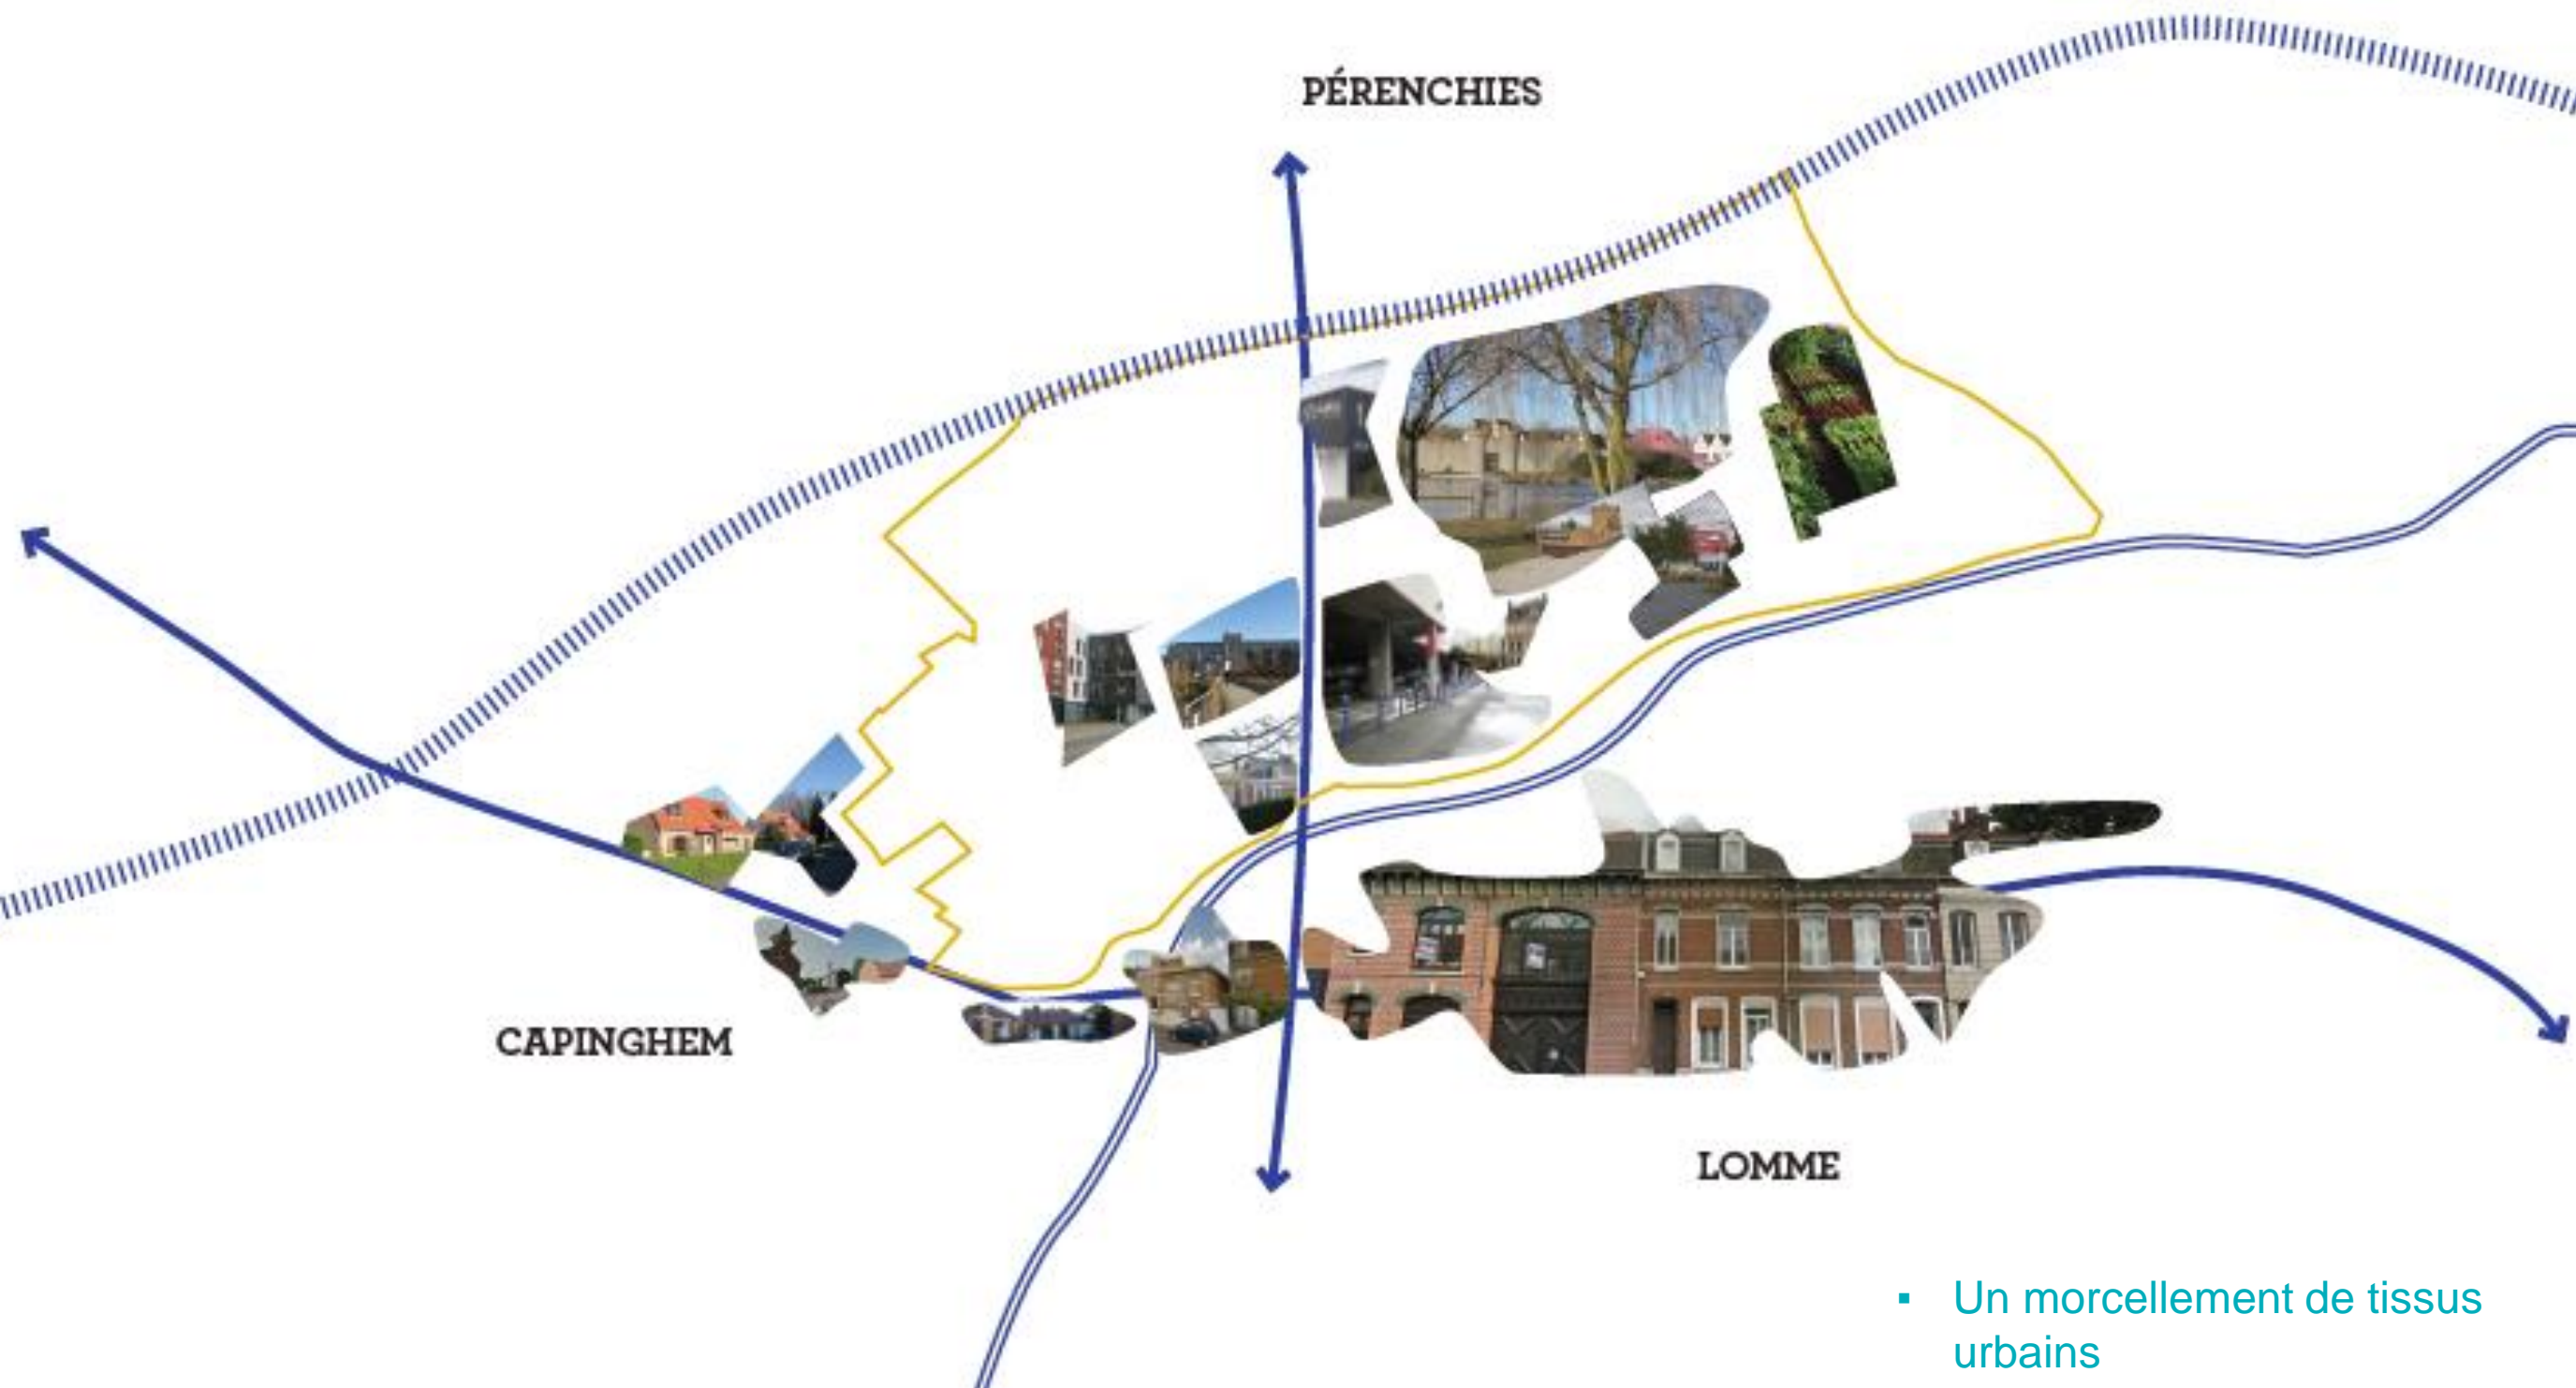 PÉRENCHIES
CAPINGHEM
LOMME
▪ Un morcellement de tissus
urbains